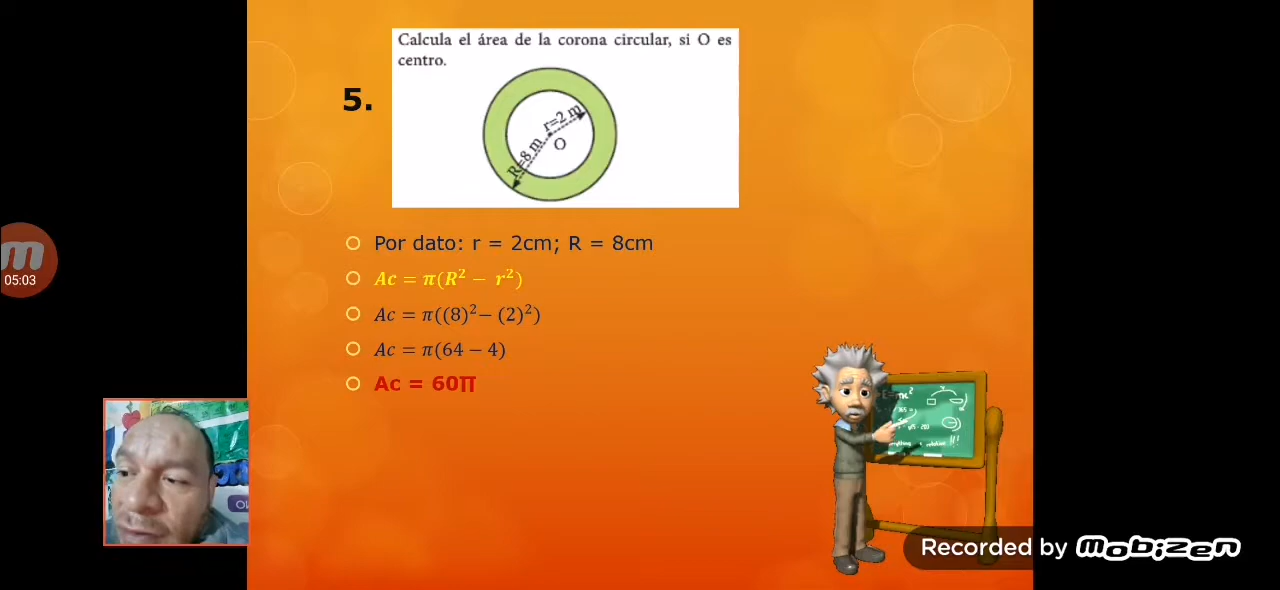 Calcula el área de la corona circular, si O es
centro.
5.
r=2 m
O
R=8 m
Por dato: r = 2cm; R = 8cm
Ac = π(R² − r²)
Ac = π((8)²− (2)²)
Ac = π(64 − 4)
Ac = 60π
05:03
Recorded by mobizen